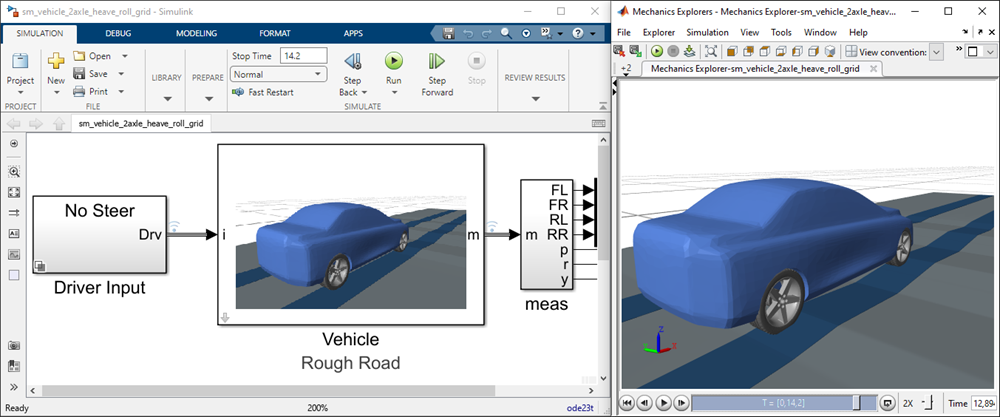 sm_vehicle_2axle_heave_roll_grid - Simulink
SIMULATION DEBUG MODELING FORMAT APPS
Project
PROJECT
New
Open
Save
Print
FILE
LIBRARY
PREPARE
Stop Time 14.2
Normal
Fast Restart
Step Back
Run
Step Forward
Stop
SIMULATE
REVIEW RESULTS
sm_vehicle_2axle_heave_roll_grid
No Steer
Drv
Driver Input
i
m
Vehicle
Rough Road
m
FL
FR
RL
RR
p
r
y
meas
Ready 200% ode23t
Mechanics Explorers - Mechanics Explorer-sm_vehicle_2axle_heav
File Explorer Simulation View Tools Window Help
View convention:
+2
Mechanics Explorer-sm_vehicle_2axle_heave_roll_grid
z
y
x
T = [0,14.2]
2X
Time 12,894